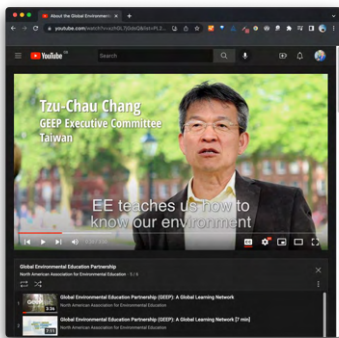 About the Global Environment
youtube.com/watch?v=
YouTube
CA
Search
Tzu-Chau Chang
GEEP Executive Committee
Taiwan
EE teaches us how to
know our environment
Global Environmental Education Partnership
North American Association for Environmental Education
Global Environmental Education Partnership (GEEP): A Global Learning Network
North American Association for Environmental Education
Global Environmental Education Partnership (GEEP): A Global Learning Network [7 min]
North American Association for Environmental Education